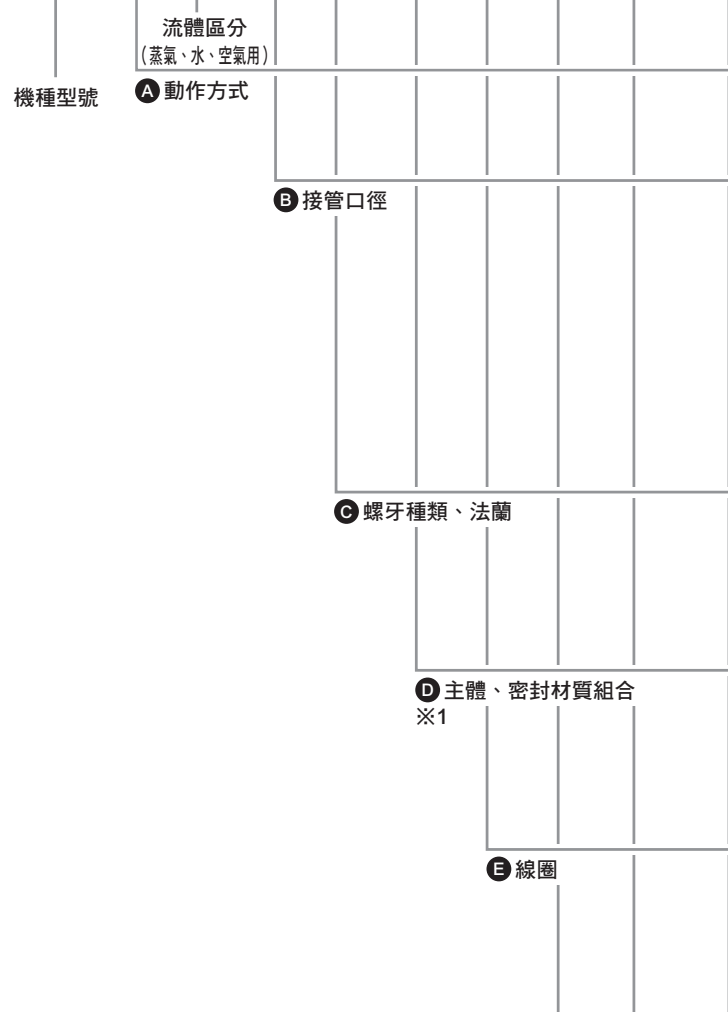 流體區分
(蒸氣、水、空氣用)
機種型號
A 動作方式
B 接管口徑
C 螺牙種類、法蘭
D 主體、密封材質組合
※1
E 線圈